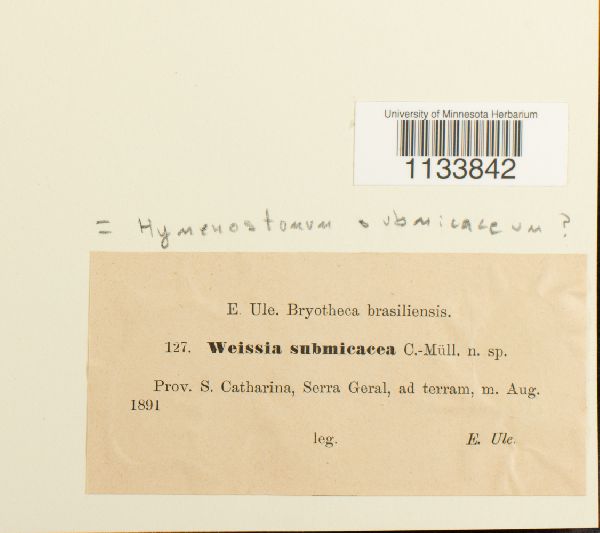 University of Minnesota Herbarium
1133842
= Hymenostomum submicaceum ?
E. Ule. Bryotheca brasiliensis.
127. Weissia submicacea C.-Müll. n. sp.
Prov. S. Catharina, Serra Geral, ad terram, m. Aug.
1891
leg. E. Ule.